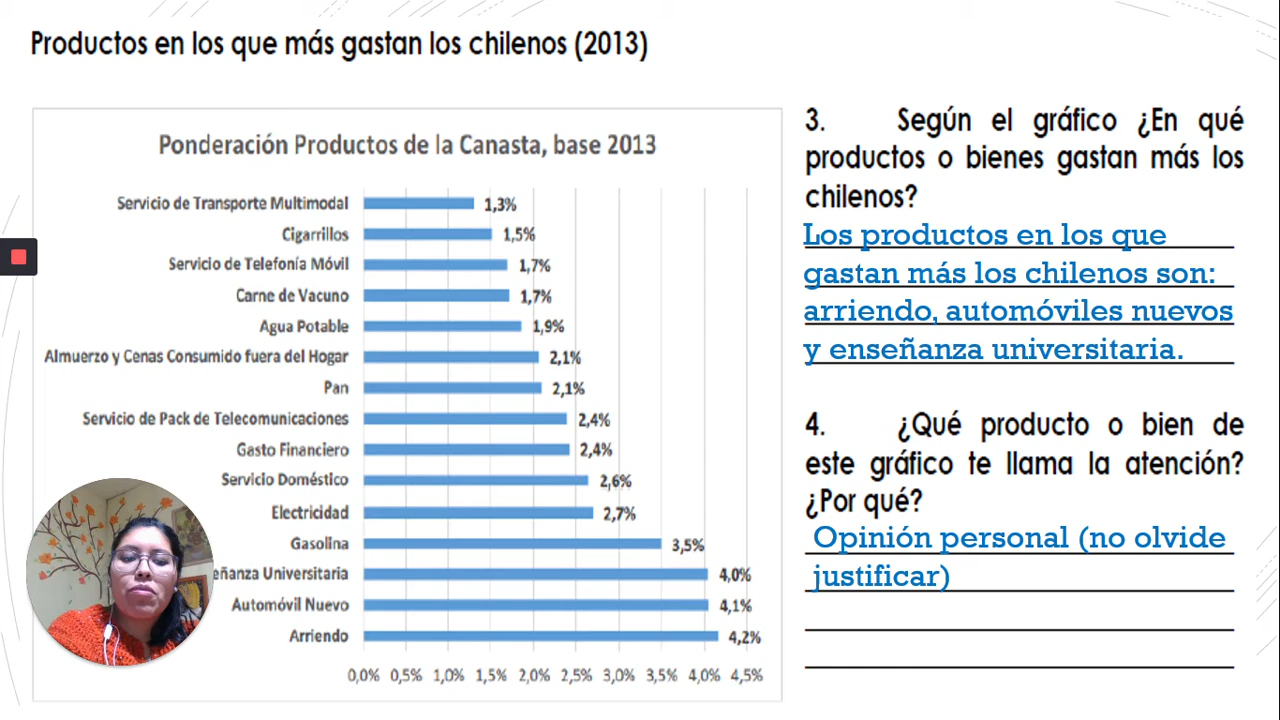 Productos en los que más gastan los chilenos (2013)
Ponderación Productos de la Canasta, base 2013
Servicio de Transporte Multimodal 1,3%
Cigarrillos 1,5%
Servicio de Telefonía Móvil 1,7%
Carne de Vacuno 1,7%
Agua Potable 1,9%
Almuerzo y Cenas Consumido fuera del Hogar 2,1%
Pan 2,1%
Servicio de Pack de Telecomunicaciones 2,4%
Gasto Financiero 2,4%
Servicio Doméstico 2,6%
Electricidad 2,7%
Gasolina 3,5%
eñanza Universitaria 4,0%
Automóvil Nuevo 4,1%
Arriendo 4,2%
0,0% 0,5% 1,0% 1,5% 2,0% 2,5% 3,0% 3,5% 4,0% 4,5%
3. Según el gráfico ¿En qué
productos o bienes gastan más los
chilenos?
Los productos en los que
gastan más los chilenos son:
arriendo, automóviles nuevos
y enseñanza universitaria.
4. ¿Qué producto o bien de
este gráfico te llama la atención?
¿Por qué?
Opinión personal (no olvide
justificar)